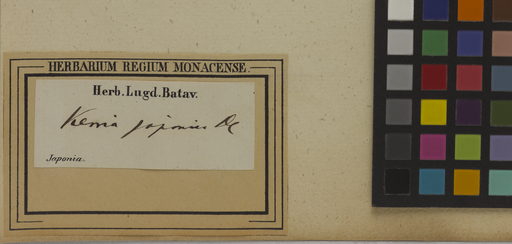 HERBARIUM REGIUM MONACENSE.
Herb. Lugd. Batav.
Kerria japonica DC
Japonia.